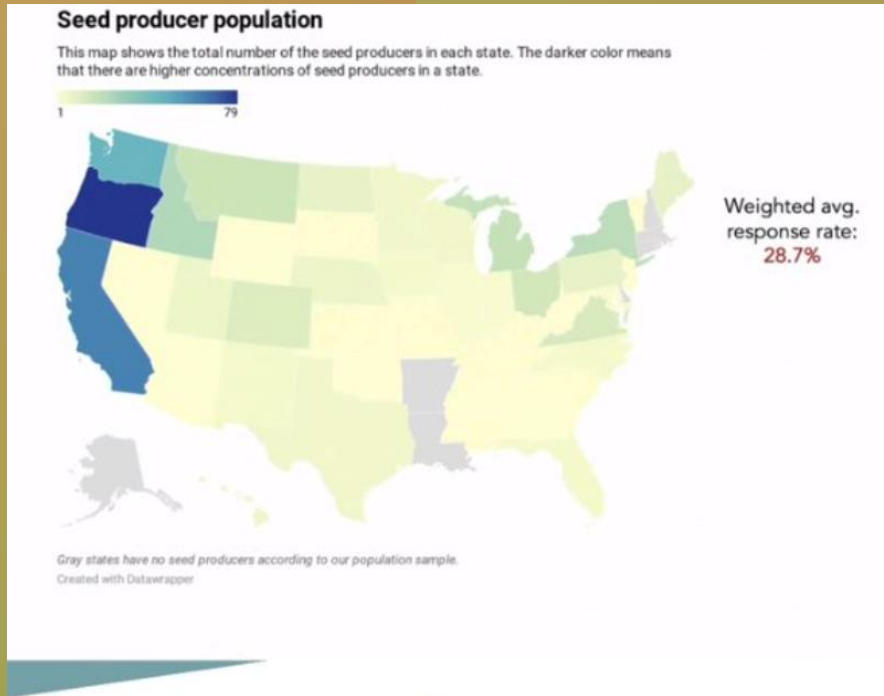 Seed producer population
This map shows the total number of the seed producers in each state. The darker color means
that there are higher concentrations of seed producers in a state.
1
79
Weighted avg.
response rate:
28.7%
Gray states have no seed producers according to our population sample.
Created with Datawrapper